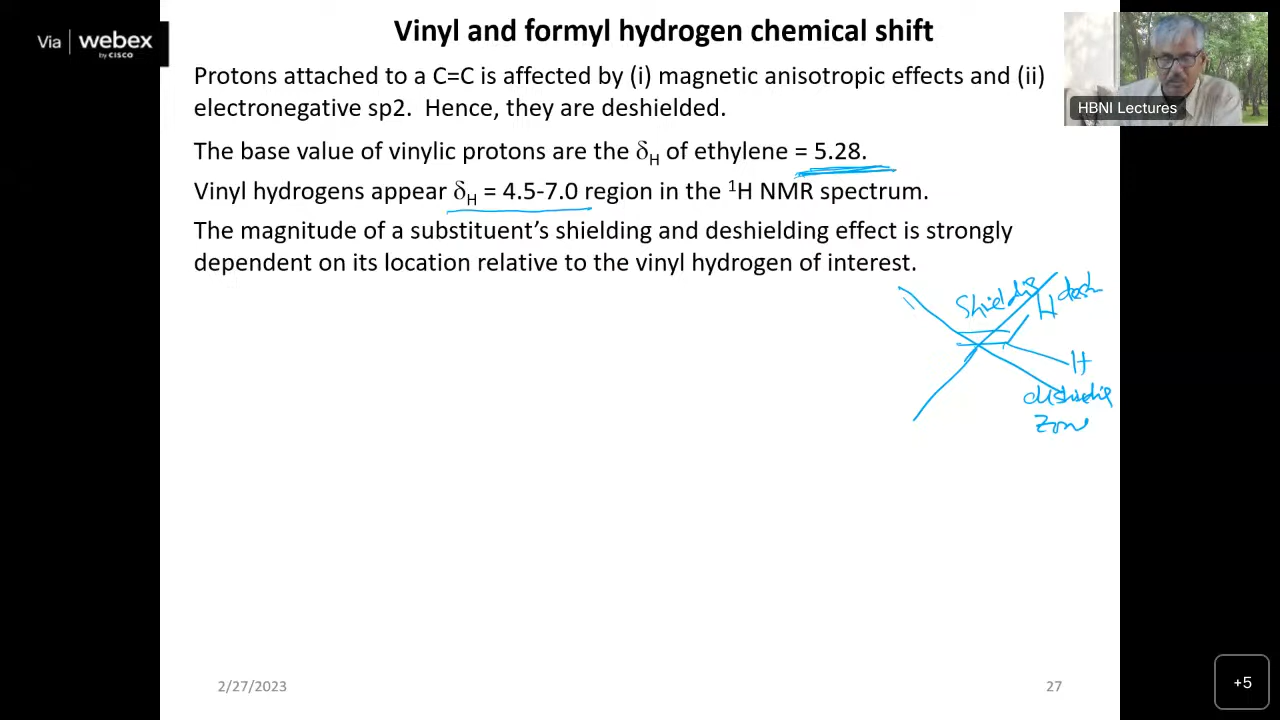 Vinyl and formyl hydrogen chemical shift
Via | webex
by CISCO
Protons attached to a C=C is affected by (i) magnetic anisotropic effects and (ii)
electronegative sp2. Hence, they are deshielded.
HBNI Lectures
The base value of vinylic protons are the δH of ethylene = 5.28.
Vinyl hydrogens appear δH = 4.5-7.0 region in the ¹H NMR spectrum.
The magnitude of a substituent’s shielding and deshielding effect is strongly
dependent on its location relative to the vinyl hydrogen of interest.
H
H
Zone
2/27/2023
27
+5